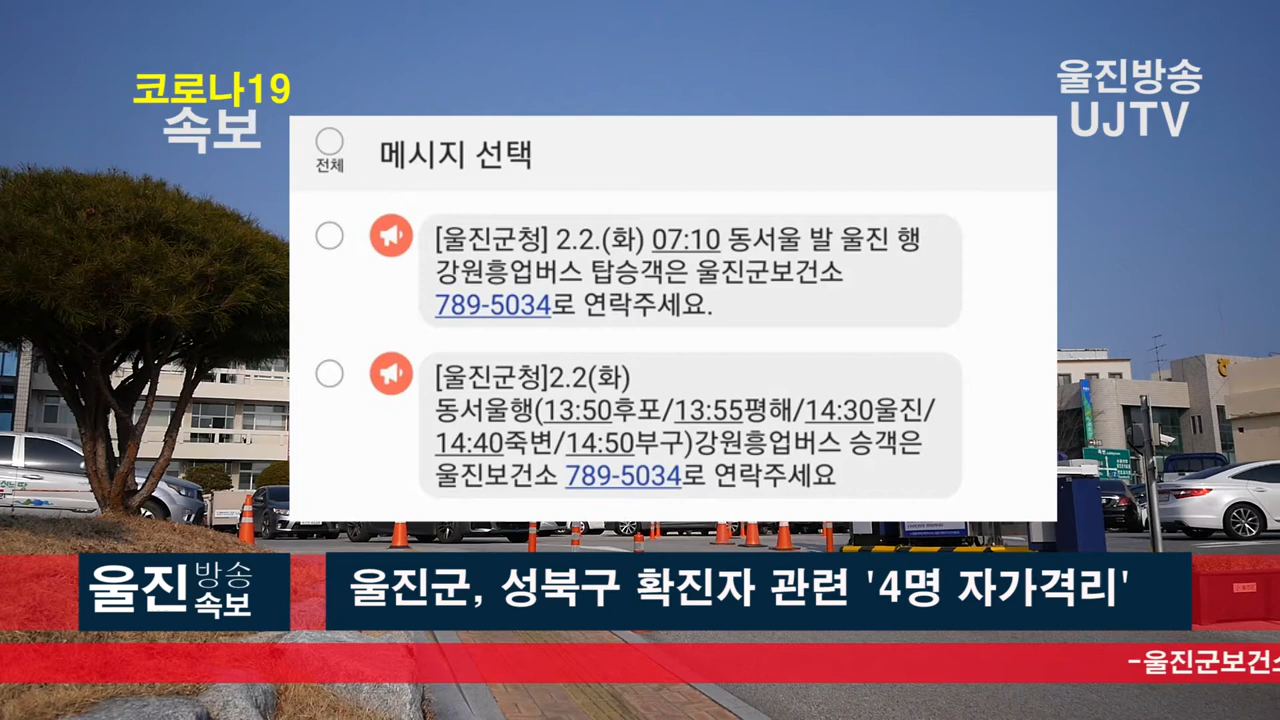 코로나19
속보
울진방송
UJTV
전체
메시지 선택
[울진군청] 2.2.(화) 07:10 동서울 발 울진 행
강원흥업버스 탑승객은 울진군보건소
789-5034로 연락주세요.
[울진군청]2.2(화)
동서울행(13:50후포/13:55평해/14:30울진/
14:40죽변/14:50부구)강원흥업버스 승객은
울진보건소 789-5034로 연락주세요
울진 방송
속보
울진군, 성북구 확진자 관련 '4명 자가격리'
-울진군보건소